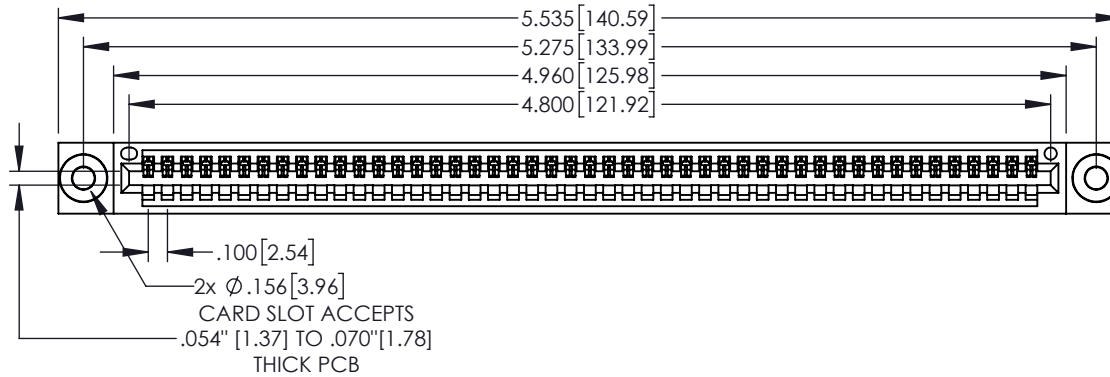 5.535[140.59]
5.275[133.99]
4.960[125.98]
4.800[121.92]
.100[2.54]
2x Ø.156[3.96]
CARD SLOT ACCEPTS
.054" [1.37] TO .070"[1.78]
THICK PCB